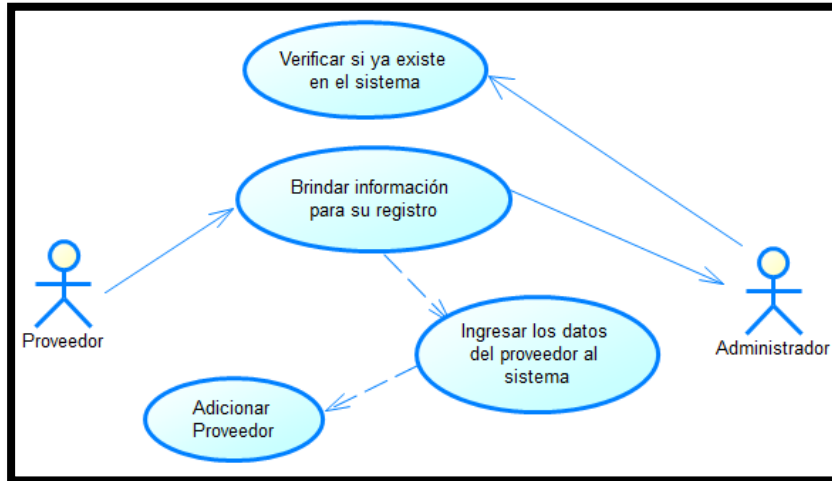 Verificar si ya existe
en el sistema
Brindar información
para su registro
Proveedor
Administrador
Ingresar los datos
del proveedor al
sistema
Adicionar
Proveedor